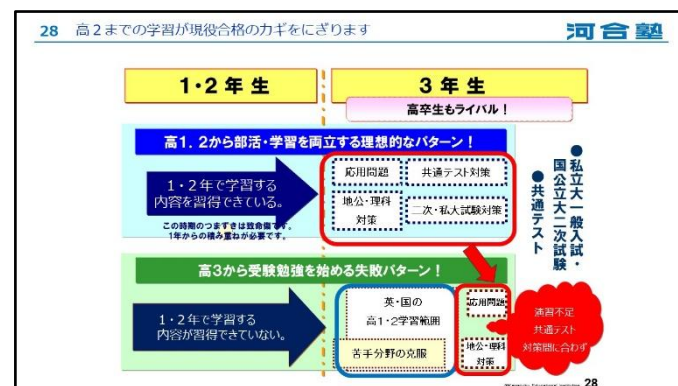 28 高2までの学習が現役合格のカギをにぎります
河合塾
1・2年生
3年生
高卒生もライバル！
高1．2から部活・学習を両立する理想的なパターン！
1・2年で学習する
内容を習得できている。
この時期のつまずきは致命傷です。
1年からの積み重ねが必要です。
応用問題
共通テスト対策
地公・理科
対策
二次・私大試験対策
●私立大一般入試・
国公立大二次試験
●共通テスト
高3から受験勉強を始める失敗パターン！
1・2年で学習する
内容が習得できていない。
英・国の
高1・2学習範囲
苦手分野の克服
応用問題
地公・理科
対策
演習不足
共通テスト
対策間に合わず
28